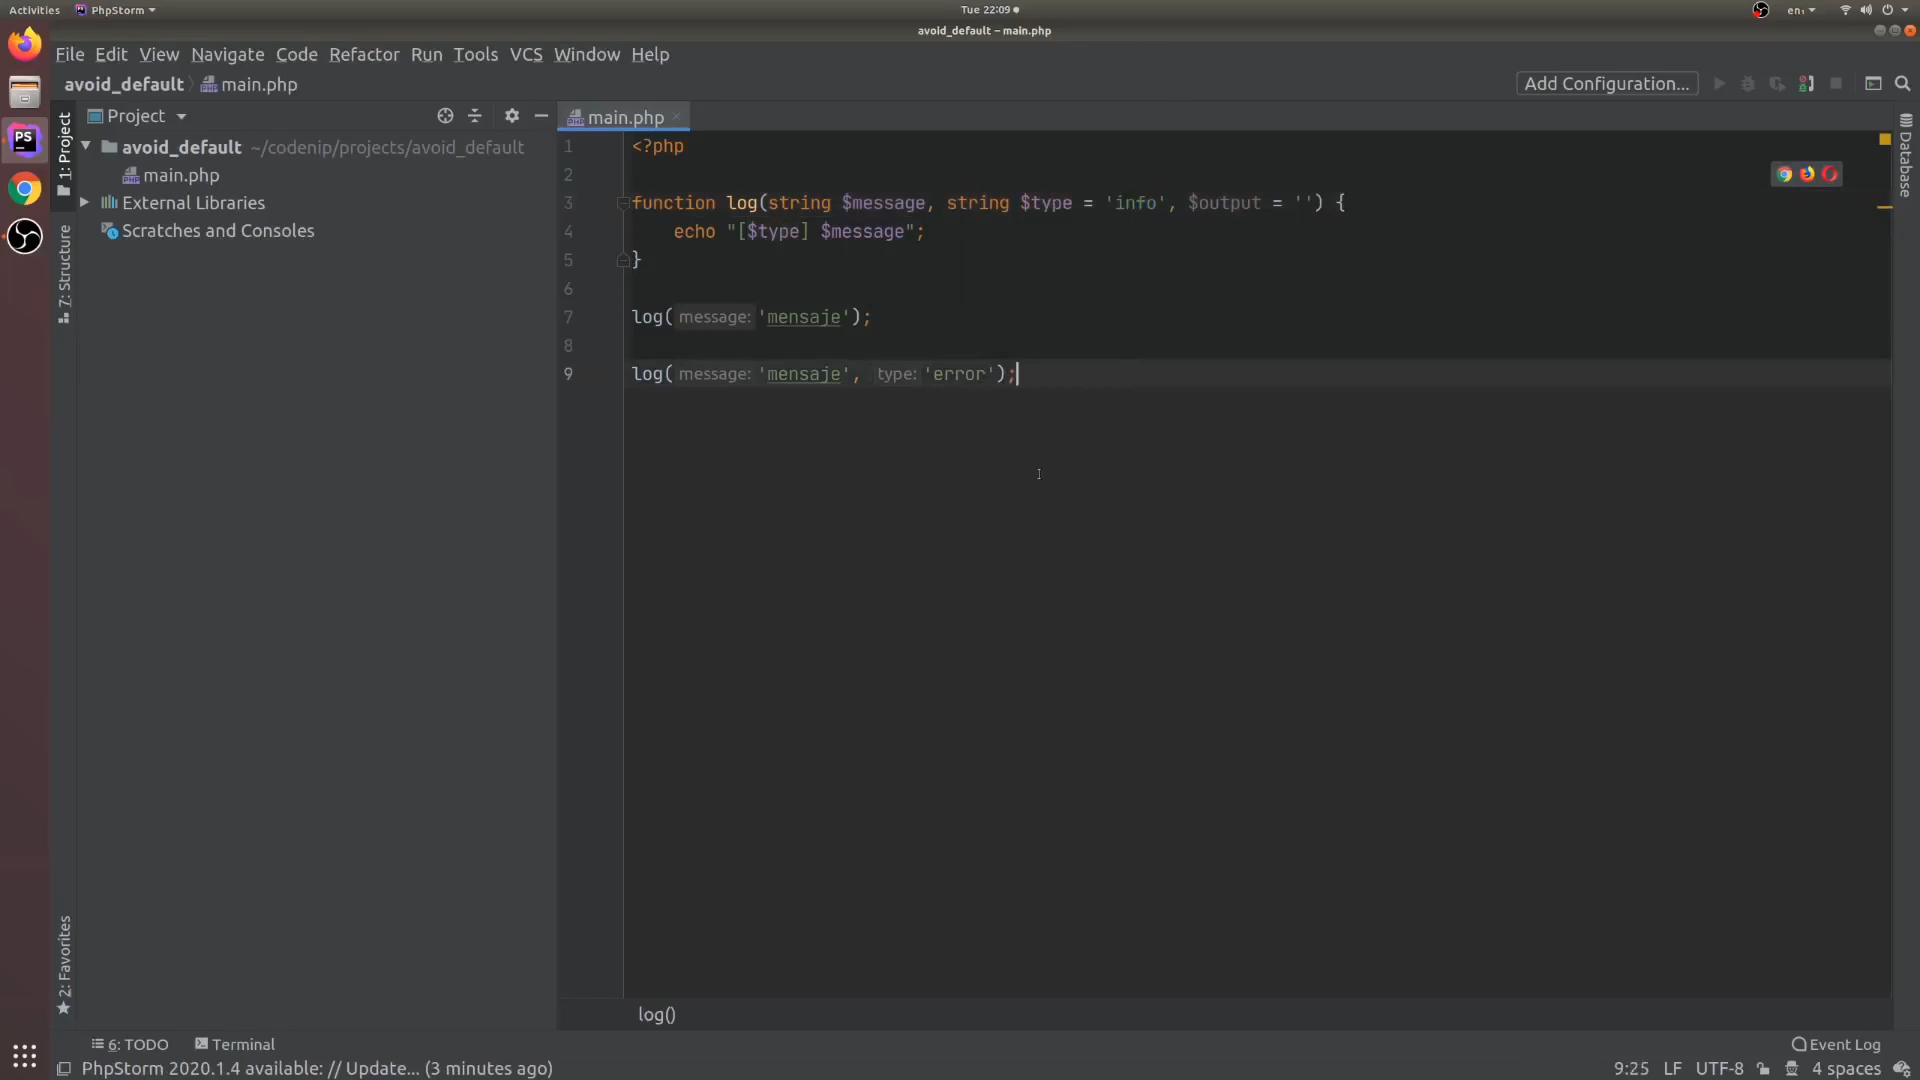 Activities PhpStorm Tue 22:09 en₁
avoid_default – main.php
File Edit View Navigate Code Refactor Run Tools VCS Window Help
avoid_default main.php Add Configuration...
1: Project
Project
main.php
avoid_default ~/codenip/projects/avoid_default
main.php
External Libraries
Scratches and Consoles
7: Structure
2: Favorites
Database
1 <?php
2
3 function log(string $message, string $type = 'info', $output = '') {
4 echo "[$type] $message";
5 }
6
7 log( message: 'mensaje');
8
9 log( message: 'mensaje', type: 'error');
log()
6: TODO Terminal Event Log
PhpStorm 2020.1.4 available: // Update... (3 minutes ago) 9:25 LF UTF-8 4 spaces